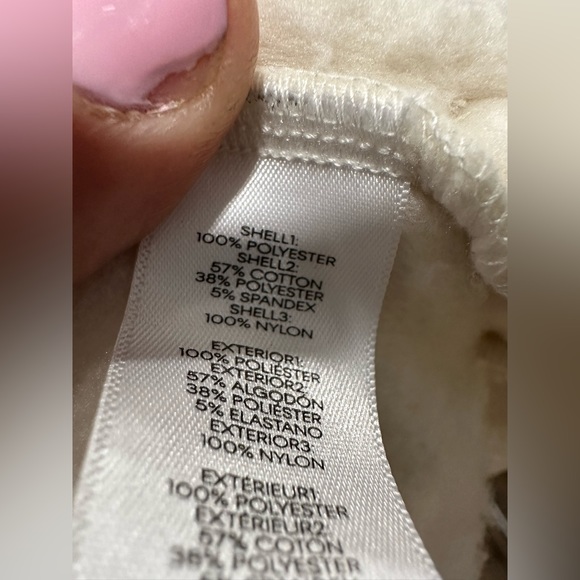 SHELL1:
100% POLYESTER
SHELL2:
57% COTTON
38% POLYESTER
5% SPANDEX
SHELL3:
100% NYLON
EXTERIOR1:
100% POLIÉSTER
EXTERIOR2:
57% ALGODÓN
38% POLIÉSTER
5% ELASTANO
EXTERIOR3:
100% NYLON
EXTÉRIEUR1:
100% POLYESTER
EXTÉRIEUR2:
57% COTON
38% POLYESTER